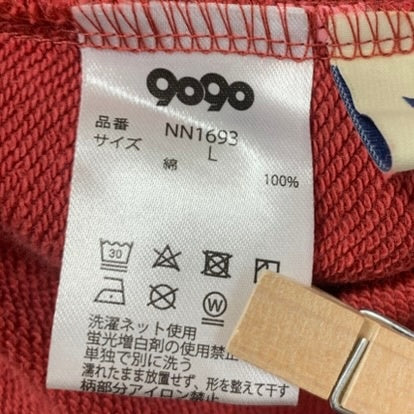 9090
品番 NN1693
サイズ L
綿 100%
30
W
洗濯ネット使用
蛍光増白剤の使用禁止
単独で別に洗う
濡れたまま放置せず、形を整えて干す
柄部分アイロン禁止